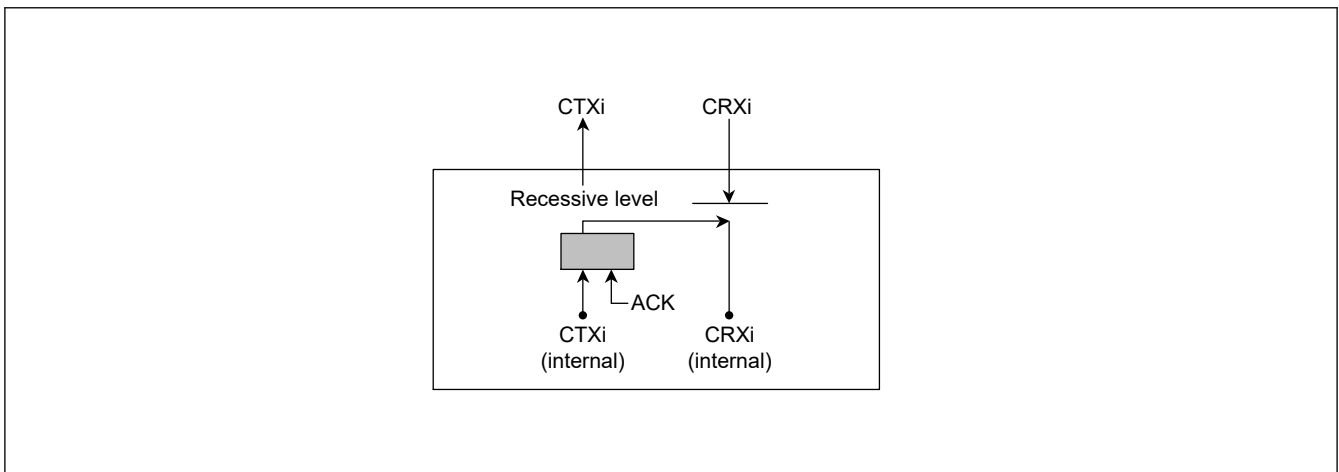 CTXi CRXi
Recessive level
ACK
CTXi CRXi
(internal) (internal)